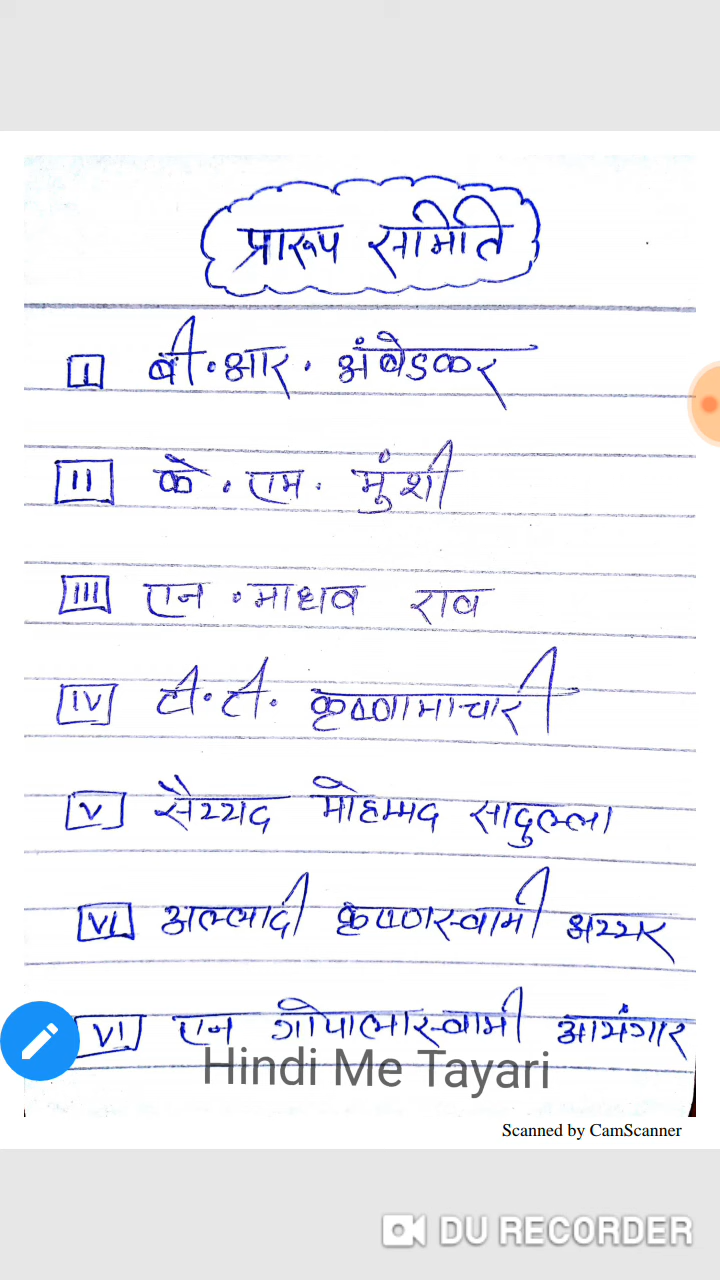 प्रारूप समिति
I बी. आर. अंबेडकर
II के. एम. मुंशी
III एन. माधव राव
IV टी. टी. कृष्णामाचारी
V सैय्यद मोहम्मद सादुल्ला
VI अल्लादी कृष्णास्वामी अय्यर
VI एन गोपालास्वामी आयंगार
Hindi Me Tayari
Scanned by CamScanner
DU RECORDER